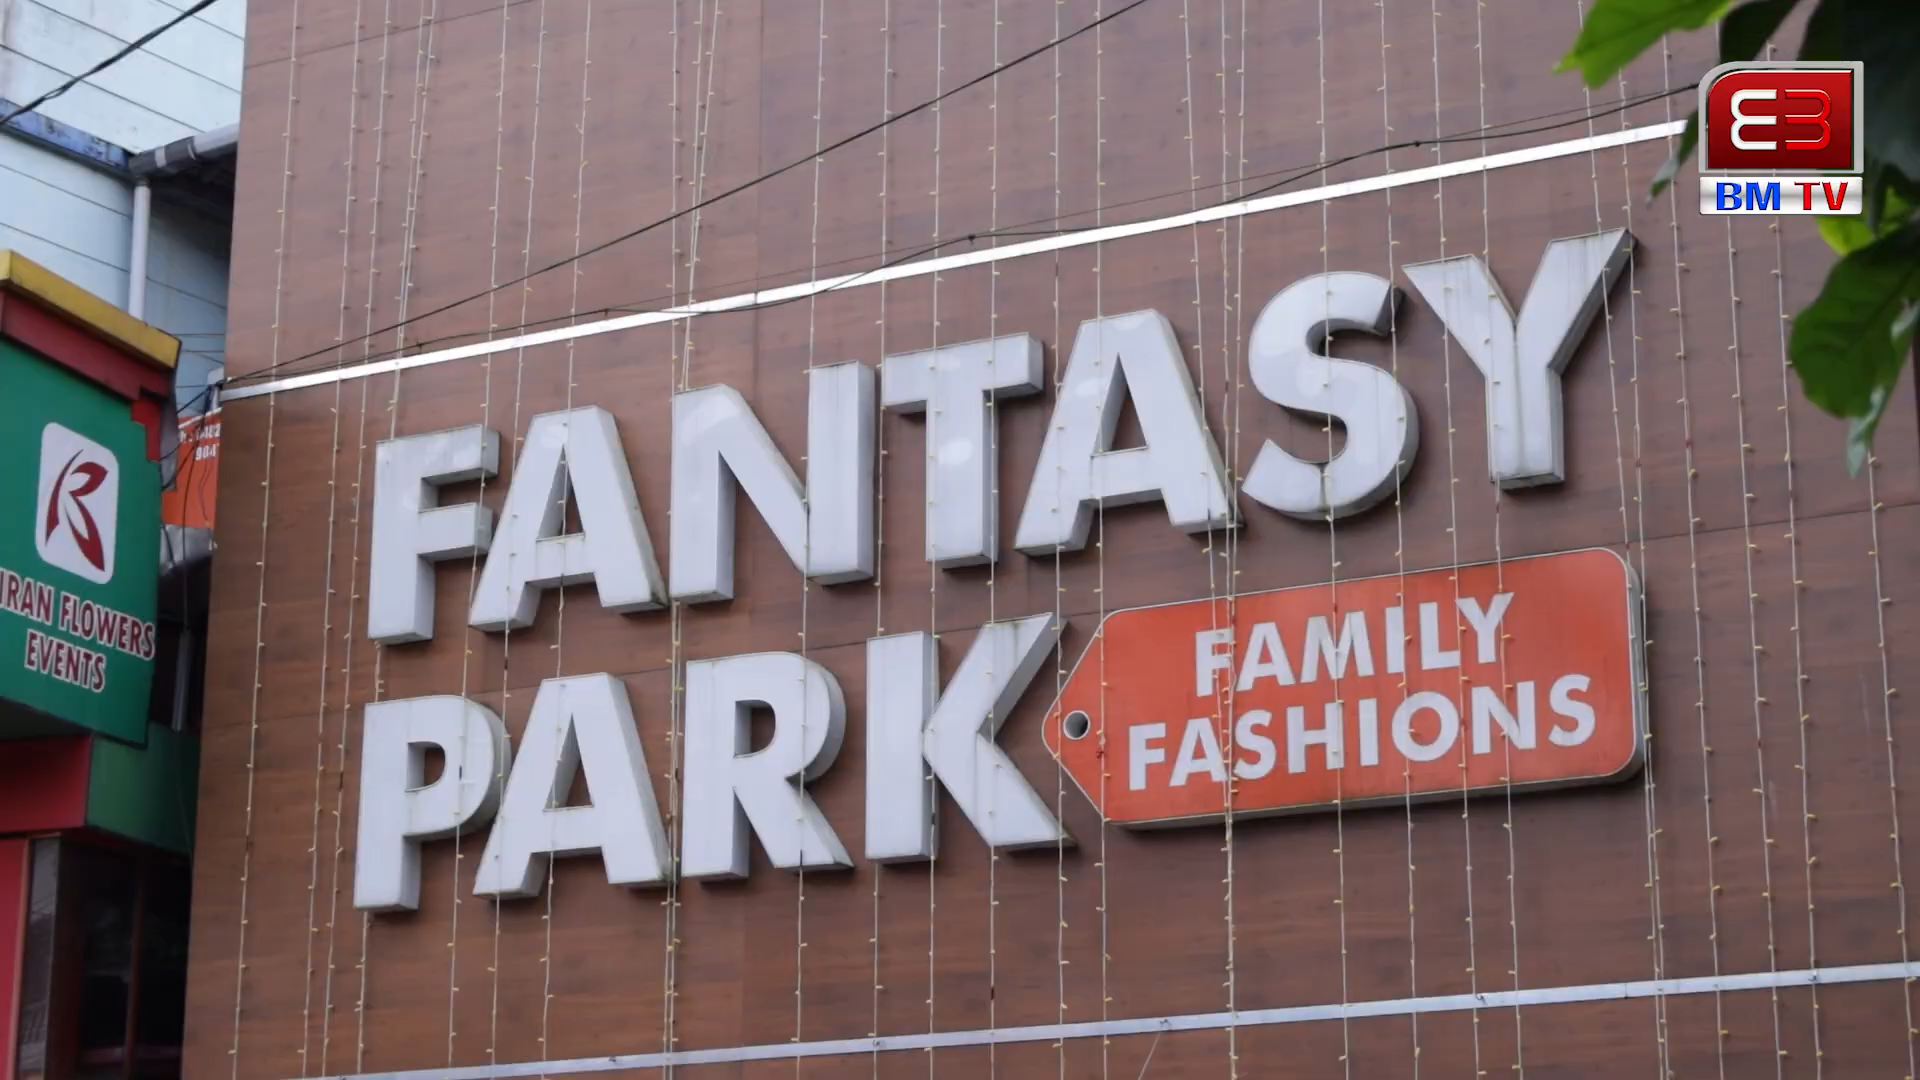 BM TV
FANTASY
PARK
FAMILY
FASHIONS
IRAN FLOWERS
EVENTS